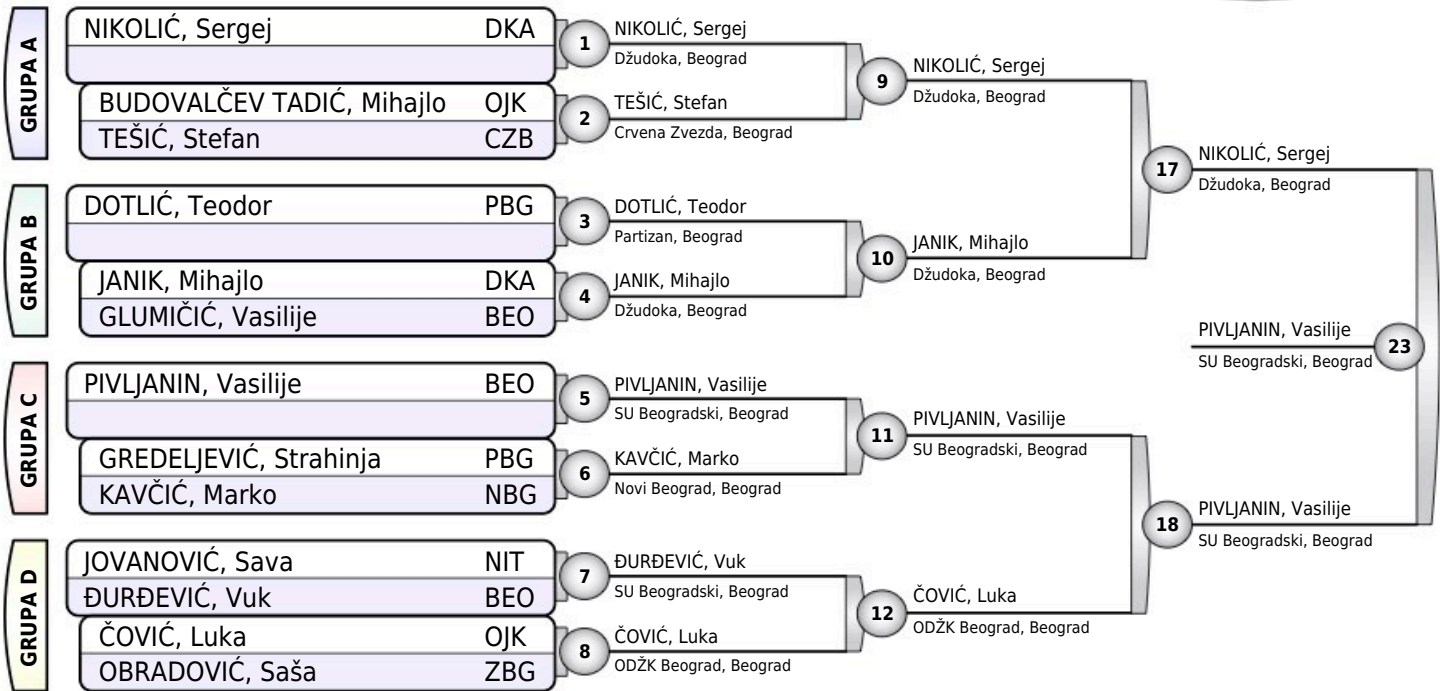 GRUPA A
NIKOLIĆ, Sergej DKA
BUDOVALČEV TADIĆ, Mihajlo OJK
TEŠIĆ, Stefan CZB
GRUPA B
DOTLIĆ, Teodor PBG
JANIK, Mihajlo DKA
GLUMIČIĆ, Vasilije BEO
GRUPA C
PIVLJANIN, Vasilije BEO
GREDELJEVIĆ, Strahinja PBG
KAVČIĆ, Marko NBG
GRUPA D
JOVANOVIĆ, Sava NIT
ĐURĐEVIĆ, Vuk BEO
ČOVIĆ, Luka OJK
OBRADOVIĆ, Saša ZBG
1
NIKOLIĆ, Sergej
Džudoka, Beograd
2
TEŠIĆ, Stefan
Crvena Zvezda, Beograd
3
DOTLIĆ, Teodor
Partizan, Beograd
4
JANIK, Mihajlo
Džudoka, Beograd
5
PIVLJANIN, Vasilije
SU Beogradski, Beograd
6
KAVČIĆ, Marko
Novi Beograd, Beograd
7
ĐURĐEVIĆ, Vuk
SU Beogradski, Beograd
8
ČOVIĆ, Luka
ODŽK Beograd, Beograd
9
NIKOLIĆ, Sergej
Džudoka, Beograd
10
JANIK, Mihajlo
Džudoka, Beograd
11
PIVLJANIN, Vasilije
SU Beogradski, Beograd
12
ČOVIĆ, Luka
ODŽK Beograd, Beograd
17
NIKOLIĆ, Sergej
Džudoka, Beograd
18
PIVLJANIN, Vasilije
SU Beogradski, Beograd
PIVLJANIN, Vasilije
SU Beogradski, Beograd
23